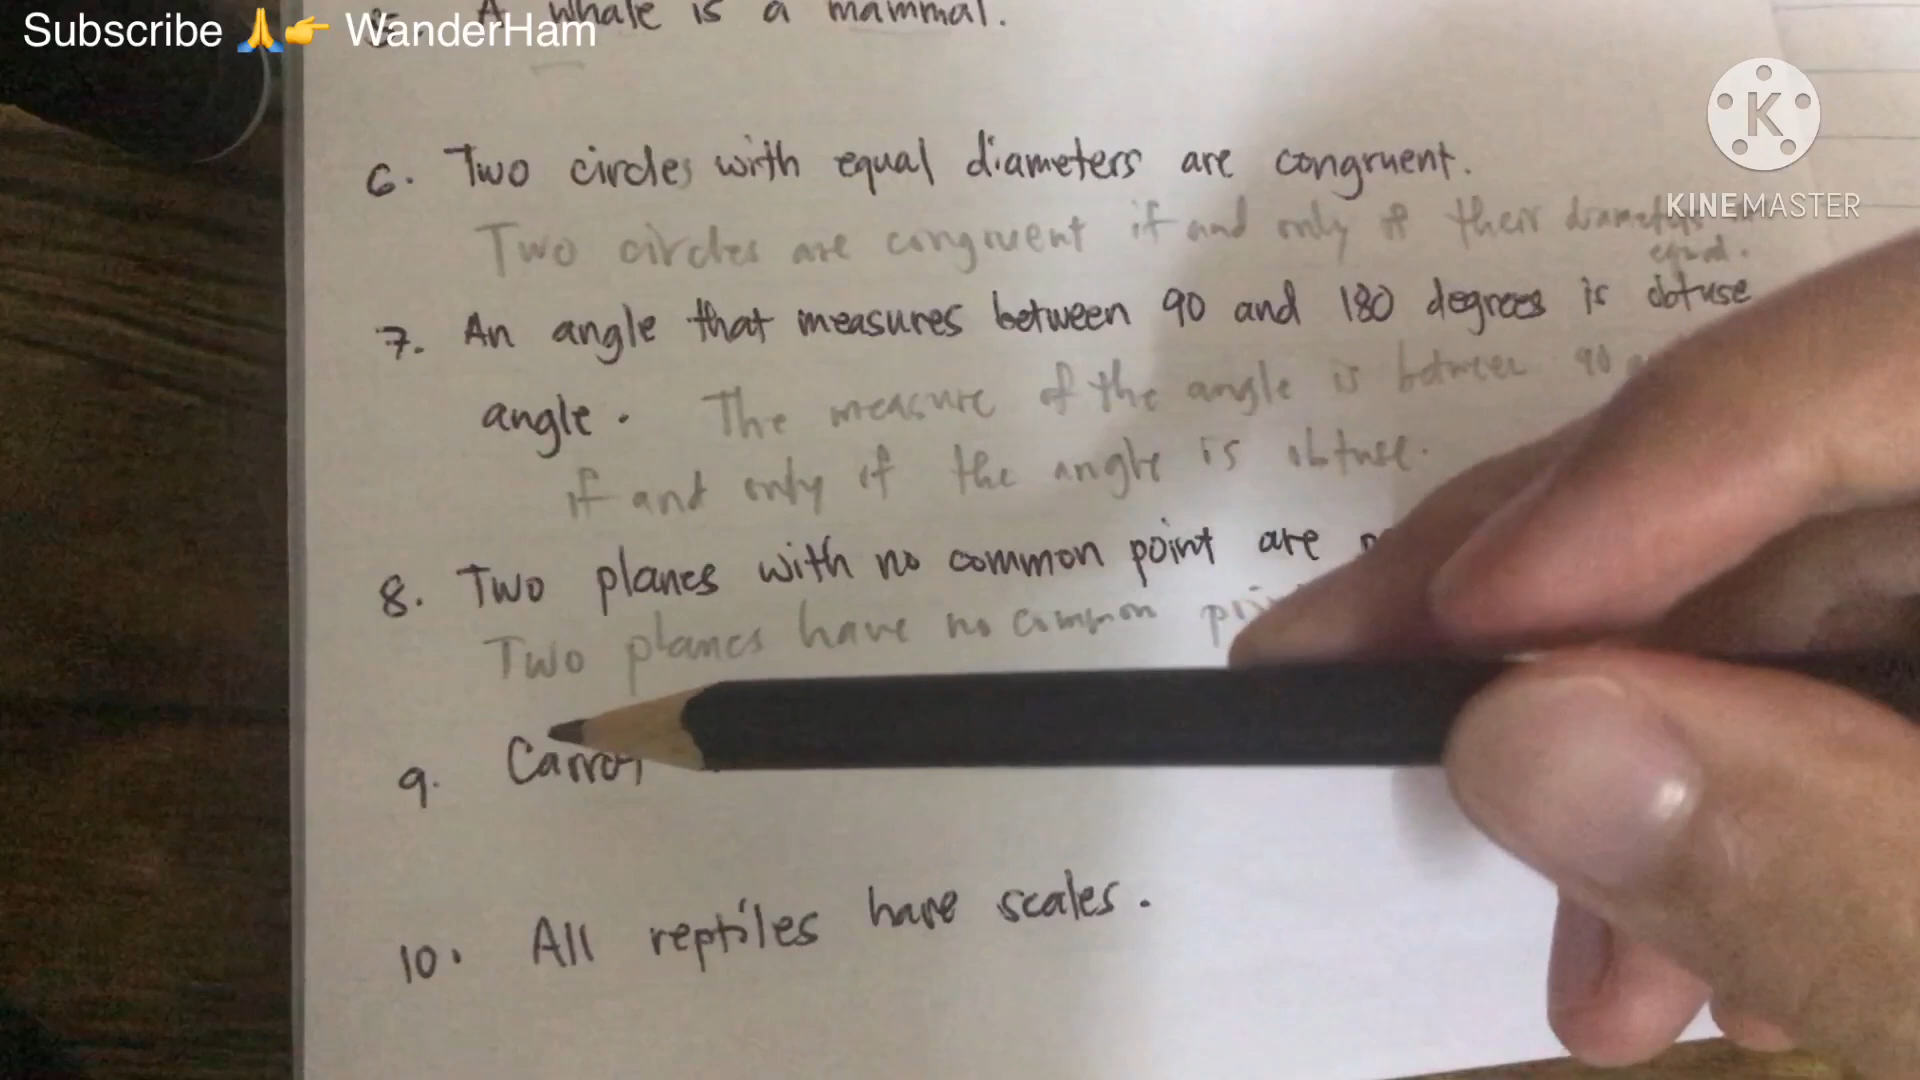 Subscribe 🙏👉 WanderHam
5. A whale is a mammal.
KINEMASTER
6. Two circles with equal diameters are congruent.
Two circles are congruent if and only if their diameters
equal.
7. An angle that measures between 90 and 180 degrees is obtuse
angle. The measure of the angle is between 90
if and only if the angle is obtuse.
8. Two planes with no common point are
Two planes have no common
9.
10. All reptiles have scales.